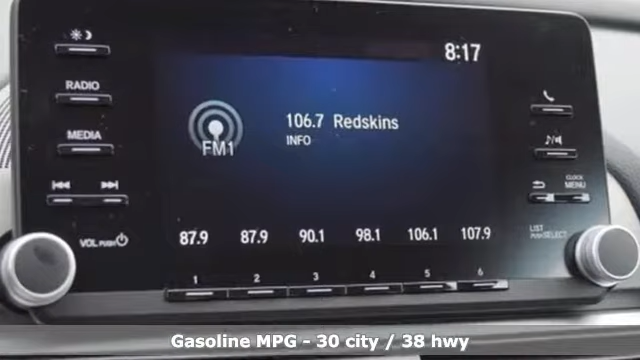 8:17
RADIO
106.7 Redskins
INFO
FM1
MEDIA
CLOCK
MENU
VOL PUSH
LIST
PUSH SELECT
87.9 87.9 90.1 98.1 106.1 107.9
1 2 3 4 5 6
Gasoline MPG - 30 city / 38 hwy